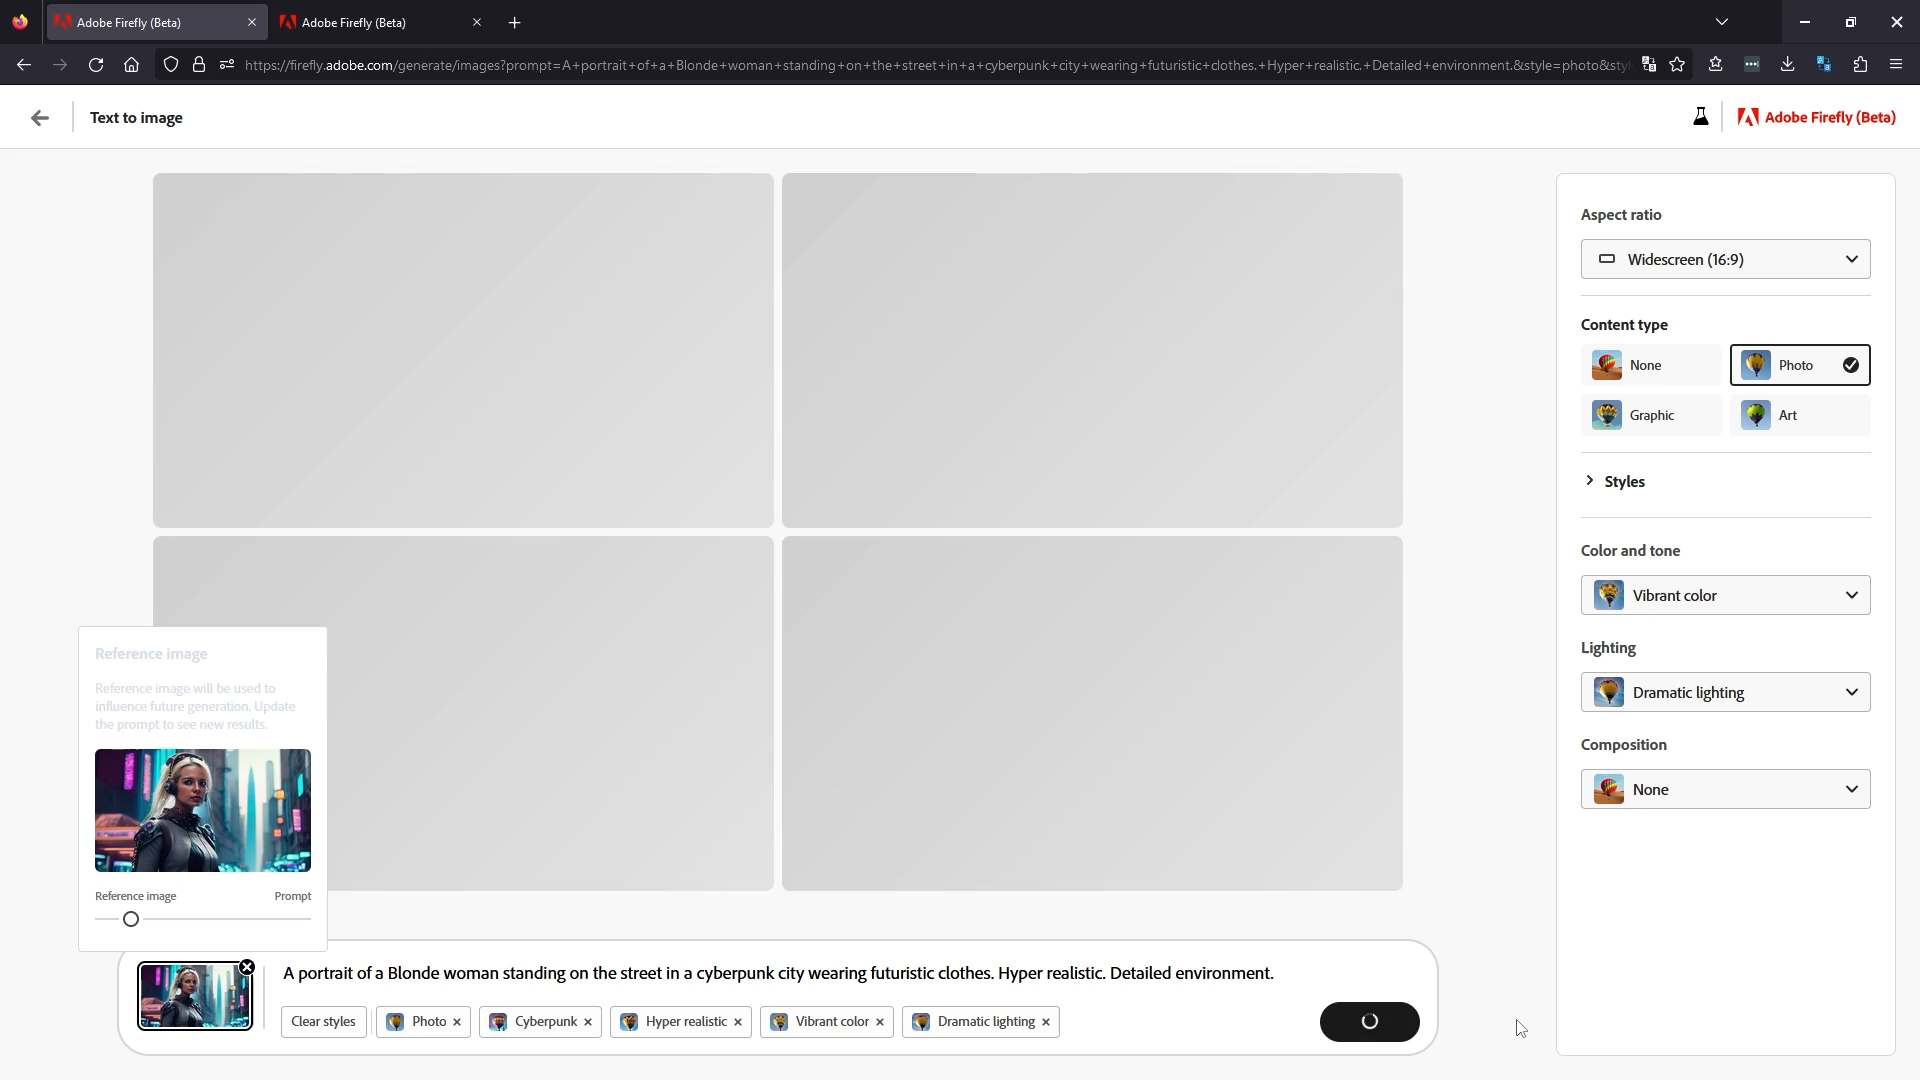 Adobe Firefly (Beta)
Adobe Firefly (Beta)
https://firefly.adobe.com/generate/images?prompt=A+portrait+of+a+Blonde+woman+standing+on+the+street+in+a+cyberpunk+city+wearing+futuristic+clothes.+Hyper+realistic.+Detailed+environment.&style=photo&styl
Text to image
Adobe Firefly (Beta)
Aspect ratio
Widescreen (16:9)
Content type
None
Photo
Graphic
Art
Styles
Color and tone
Vibrant color
Lighting
Dramatic lighting
Composition
None
Reference image
Reference image will be used to
influence future generation. Update
the prompt to see new results.
Reference image
Prompt
A portrait of a Blonde woman standing on the street in a cyberpunk city wearing futuristic clothes. Hyper realistic. Detailed environment.
Clear styles
Photo
Cyberpunk
Hyper realistic
Vibrant color
Dramatic lighting